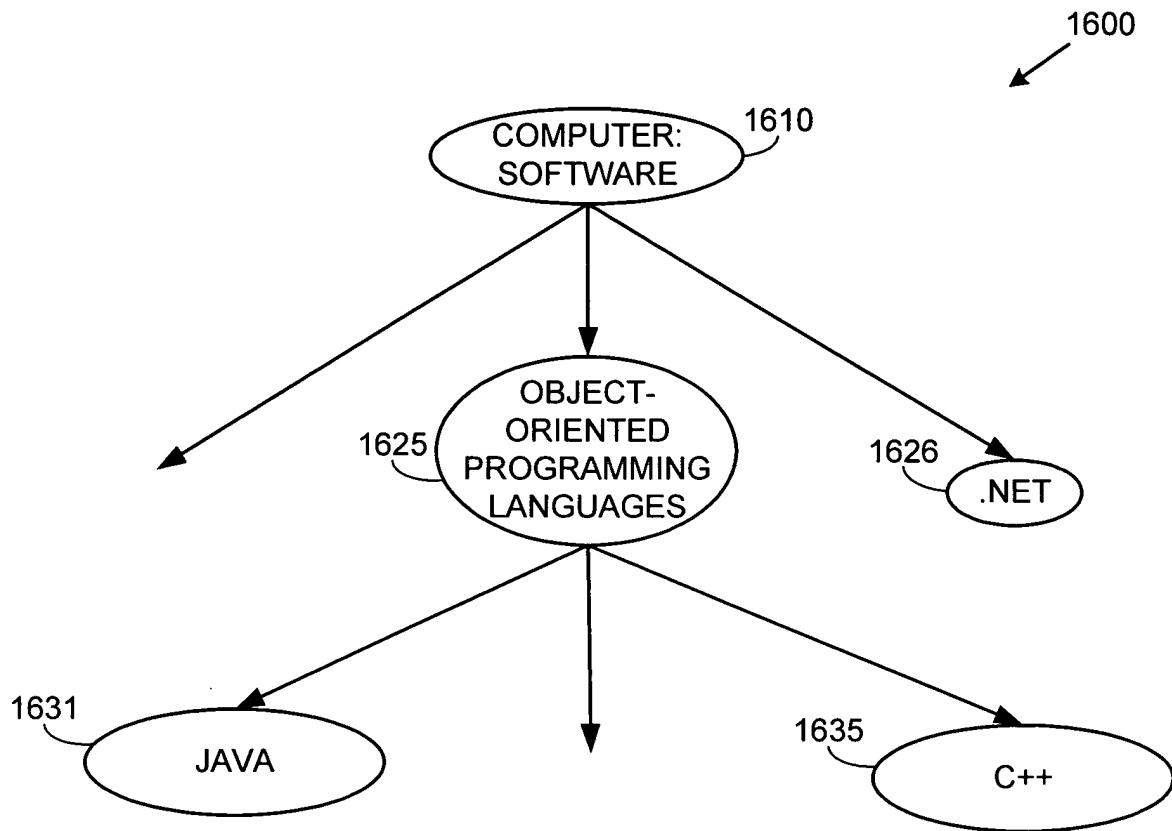 1600
COMPUTER:
SOFTWARE
1610
OBJECT-
ORIENTED
PROGRAMMING
LANGUAGES
1625
1626
.NET
1631
JAVA
1635
C++